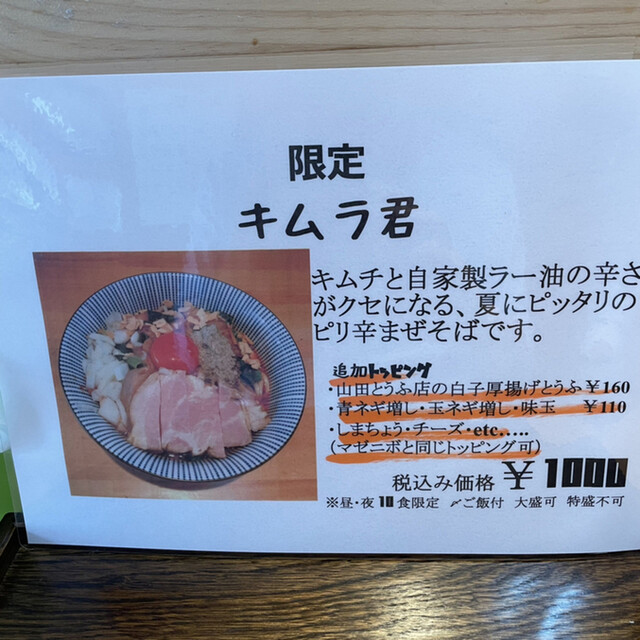 限定
キムラ君
キムチと自家製ラー油の辛さ
がクセになる、夏にピッタリの
ピリ辛まぜそばです。
追加トッピング
・山田とうふ店の白子厚揚げとうふ￥160
・青ネギ増し・玉ネギ増し・味玉 ￥110
・しまちょう・チーズ・etc.....
(マゼニボと同じトッピング可)
税込み価格 ￥1000
※昼・夜10食限定 〆ご飯付 大盛可 特盛不可